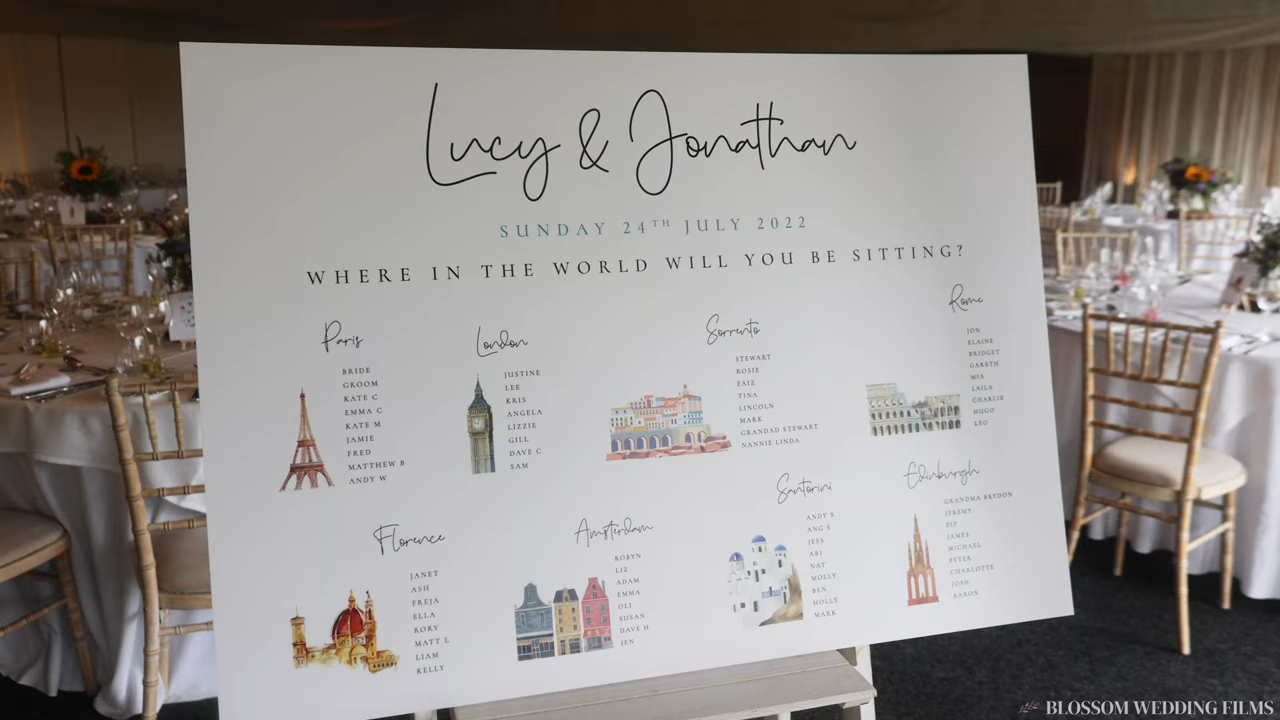 Lucy & Jonathan
SUNDAY 24TH JULY 2022
WHERE IN THE WORLD WILL YOU BE SITTING?
Paris
BRIDE
GROOM
KATE C
EMMA C
KATE M
JAMIE
FRED
MATTHEW B
ANDY W
London
JUSTINE
LEE
KRIS
ANGELA
LIZZIE
GILL
DAVE C
SAM
Sorrento
STEWART
ROSIE
FAIZ
TINA
LINCOLN
MARK
GRANDAD STEWART
NANNIE LINDA
Rome
JON
ELAINE
BRIDGET
GARETH
MIA
LAILA
CHARLIE
HUGO
LEO
Florence
JANET
ASH
FREJA
ELLA
RORY
MATT L
LIAM
KELLY
Amsterdam
ROBYN
LIZ
ADAM
EMMA
OLI
SUSAN
DAVE H
JEN
Santorini
ANDY S
ANG S
JESS
ABI
NAT
MOLLY
BEN
HOLLY
MARK
Edinburgh
GRANDMA BRYDON
JEREMY
PIP
JAMES
MICHAEL
PETER
CHARLOTTE
JOSH
AARON
BLOSSOM WEDDING FILMS